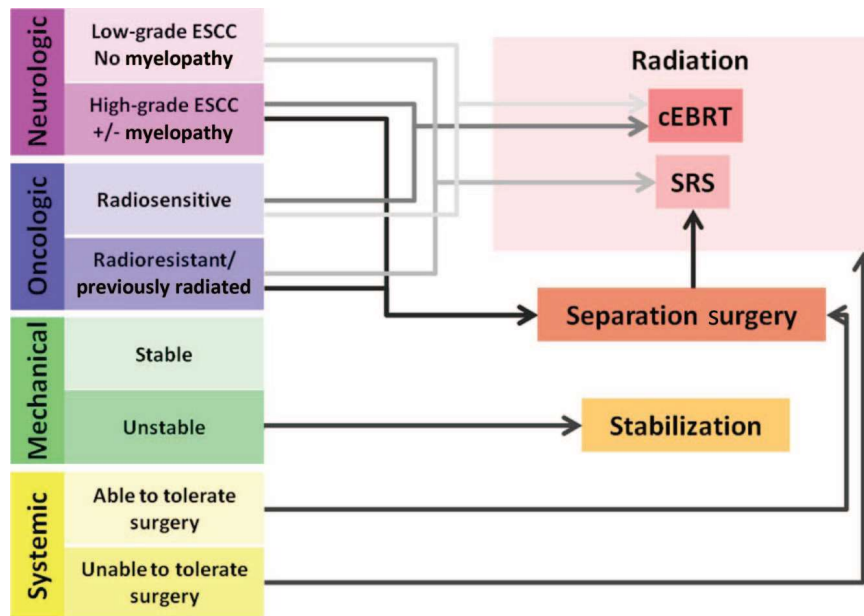 Neurologic
Low-grade ESCC
No myelopathy
High-grade ESCC
+/- myelopathy
Oncologic
Radiosensitive
Radioresistant/
previously radiated
Mechanical
Stable
Unstable
Systemic
Able to tolerate
surgery
Unable to tolerate
surgery
Radiation
cEBRT
SRS
Separation surgery
Stabilization